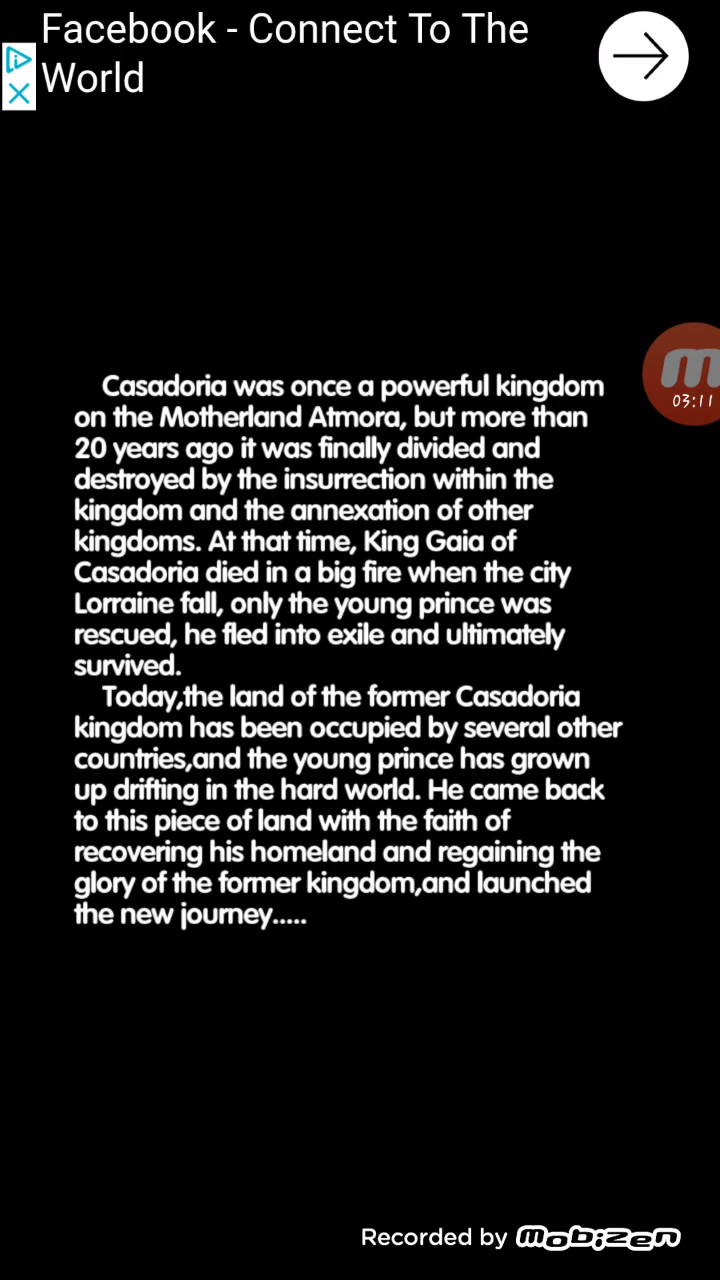 Facebook - Connect To The
World
Casadoria was once a powerful kingdom
on the Motherland Atmora, but more than
20 years ago it was finally divided and
destroyed by the insurrection within the
kingdom and the annexation of other
kingdoms. At that time, King Gaia of
Casadoria died in a big fire when the city
Lorraine fall, only the young prince was
rescued, he fled into exile and ultimately
survived.
Today,the land of the former Casadoria
kingdom has been occupied by several other
countries,and the young prince has grown
up drifting in the hard world. He came back
to this piece of land with the faith of
recovering his homeland and regaining the
glory of the former kingdom,and launched
the new journey.....
m
03:11
Recorded by mobizen